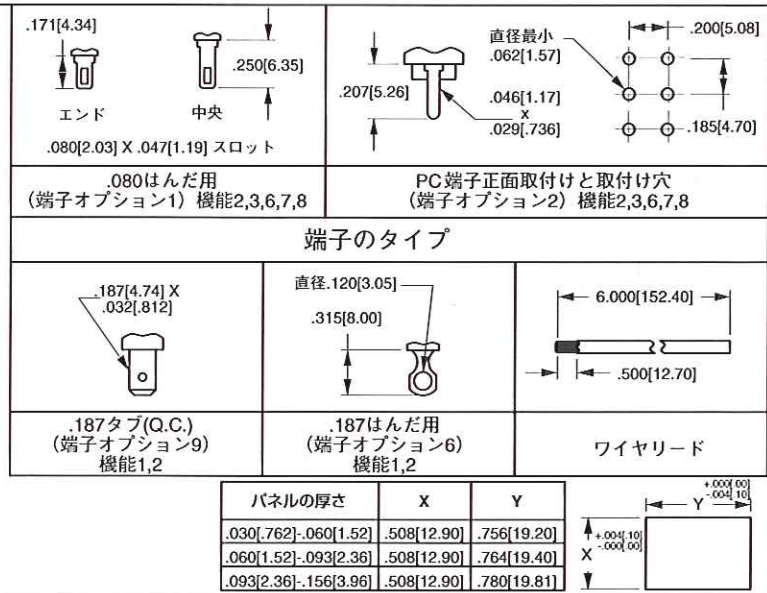 .171[4.34]
.250[6.35]
エンド
中央
.080[2.03] X .047[1.19] スロット
.207[5.26]
直径最小
.062[1.57]
.046[1.17]
x
.029[.736]
.200[5.08]
.185[4.70]
.080はんだ用
(端子オプション1) 機能2,3,6,7,8
PC端子正面取付けと取付け穴
(端子オプション2) 機能2,3,6,7,8
端子のタイプ
.187[4.74] X
.032[.812]
直径.120[3.05]
.315[8.00]
6.000[152.40]
.500[12.70]
.187タブ(Q.C.)
(端子オプション9)
機能1,2
.187はんだ用
(端子オプション6)
機能1,2
ワイヤリード
パネルの厚さ X Y
.030[.762]-.060[1.52] .508[12.90] .756[19.20]
.060[1.52]-.093[2.36] .508[12.90] .764[19.40]
.093[2.36]-.156[3.96] .508[12.90] .780[19.81]
Y +.000[.00]
-.004[.10]
X +.004[.10]
-.000[.00]